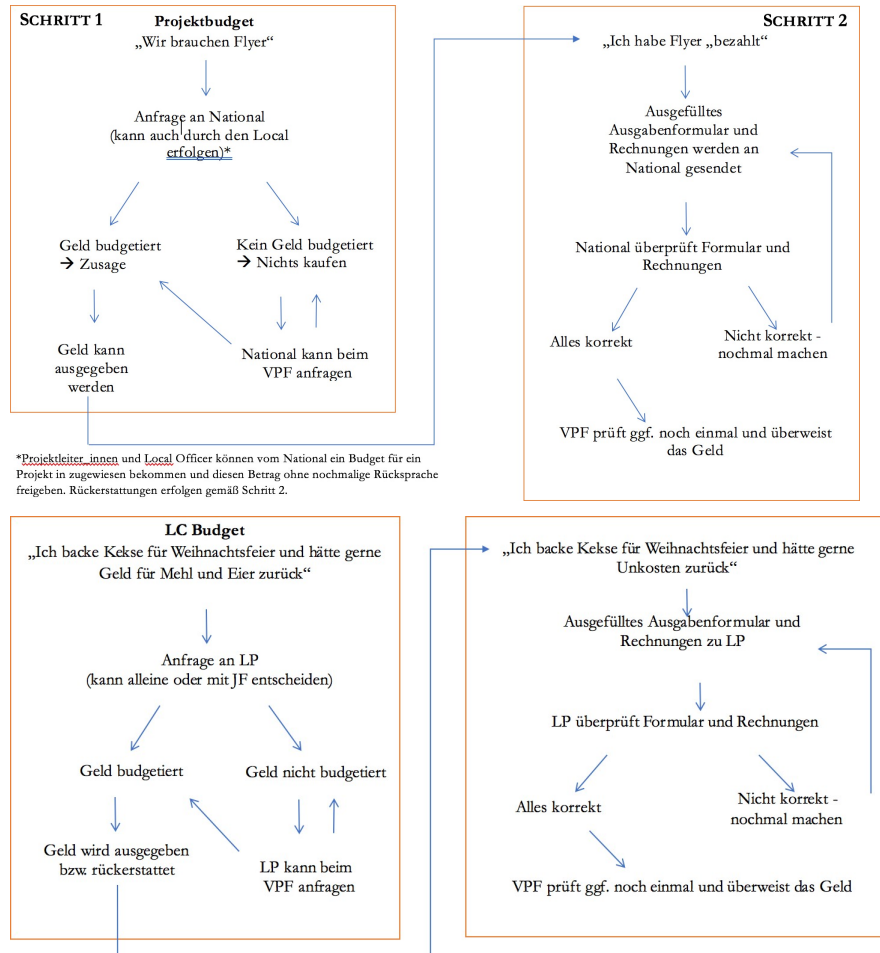 SCHRITT 1
Projektbudget
„Wir brauchen Flyer“
Anfrage an National
(kann auch durch den Local
erfolgen)*
Geld budgetiert
→ Zusage
Kein Geld budgetiert
→ Nichts kaufen
Geld kann
ausgegeben
werden
National kann beim
VPF anfragen
SCHRITT 2
„Ich habe Flyer „bezahlt“
Ausgefülltes
Ausgabenformular und
Rechnungen werden an
National gesendet
National überprüft Formular und
Rechnungen
Alles korrekt
Nicht korrekt -
nochmal machen
VPF prüft ggf. noch einmal und überweist
das Geld
*Projektleiter_innen und Local Officer können vom National ein Budget für ein
Projekt in zugewiesen bekommen und diesen Betrag ohne nochmalige Rücksprache
freigeben. Rückerstattungen erfolgen gemäß Schritt 2.
LC Budget
„Ich backe Kekse für Weihnachtsfeier und hätte gerne
Geld für Mehl und Eier zurück“
Anfrage an LP
(kann alleine oder mit JF entscheiden)
Geld budgetiert
Geld nicht budgetiert
Geld wird ausgegeben
bzw. rückerstattet
LP kann beim
VPF anfragen
„Ich backe Kekse für Weihnachtsfeier und hätte gerne
Unkosten zurück“
Ausgefülltes Ausgabenformular und
Rechnungen zu LP
LP überprüft Formular und Rechnungen
Alles korrekt
Nicht korrekt -
nochmal machen
VPF prüft ggf. noch einmal und überweist das Geld